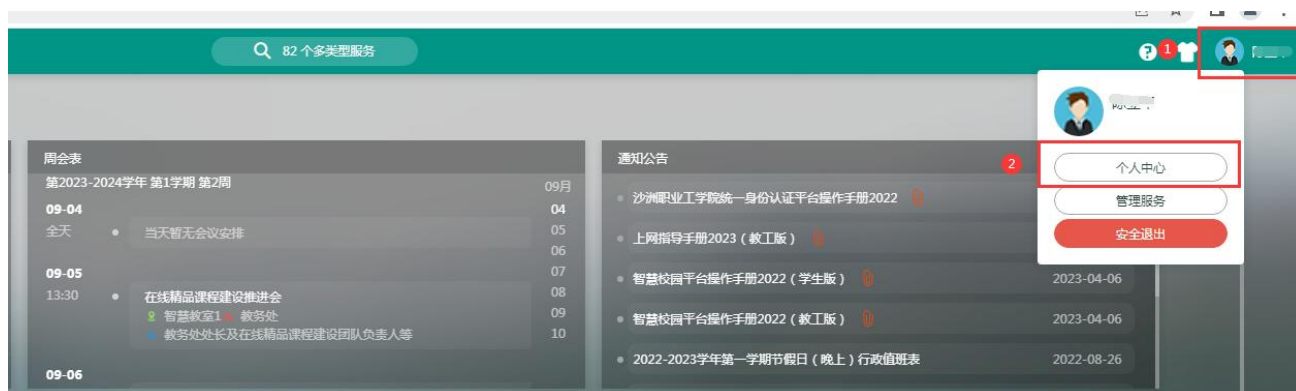 82 个多类型服务
?
1
周会表
第2023-2024学年 第1学期 第2周
09月
09-04
04
全天
当天暂无会议安排
05
06
09-05
07
13:30
在线精品课程建设推进会
08
智慧教室1 教务处
09
教务处处长及在线精品课程建设团队负责人等
10
09-06
通知公告
沙洲职业工学院统一身份认证平台操作手册2022
上网指导手册2023（教工版）
智慧校园平台操作手册2022（学生版）
2023-04-06
智慧校园平台操作手册2022（教工版）
2023-04-06
2022-2023学年第一学期节假日（晚上）行政值班表
2022-08-26
2
个人中心
管理服务
安全退出